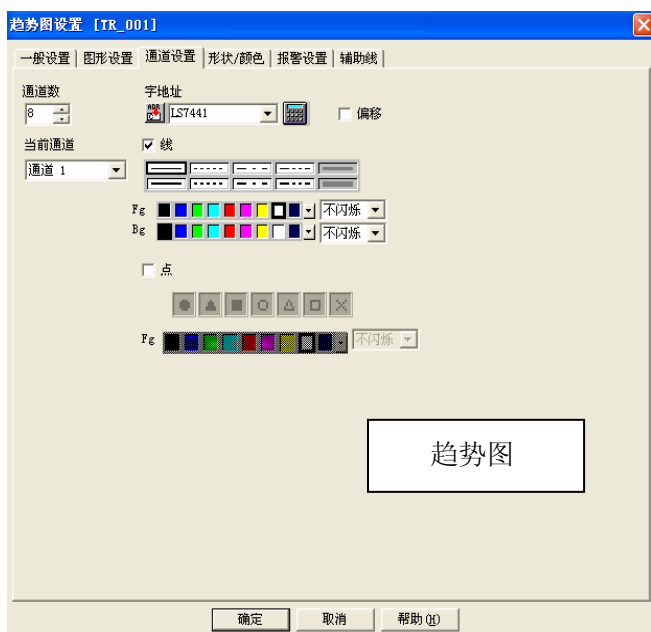 趋势图设置 [TR_001]
一般设置 图形设置 通道设置 形状/颜色 报警设置 辅助线
通道数 字地址
8 LS7441 偏移
当前通道 线
通道 1
Fg 不闪烁
Bg 不闪烁
点
Fg 不闪烁
趋势图
确定 取消 帮助(H)